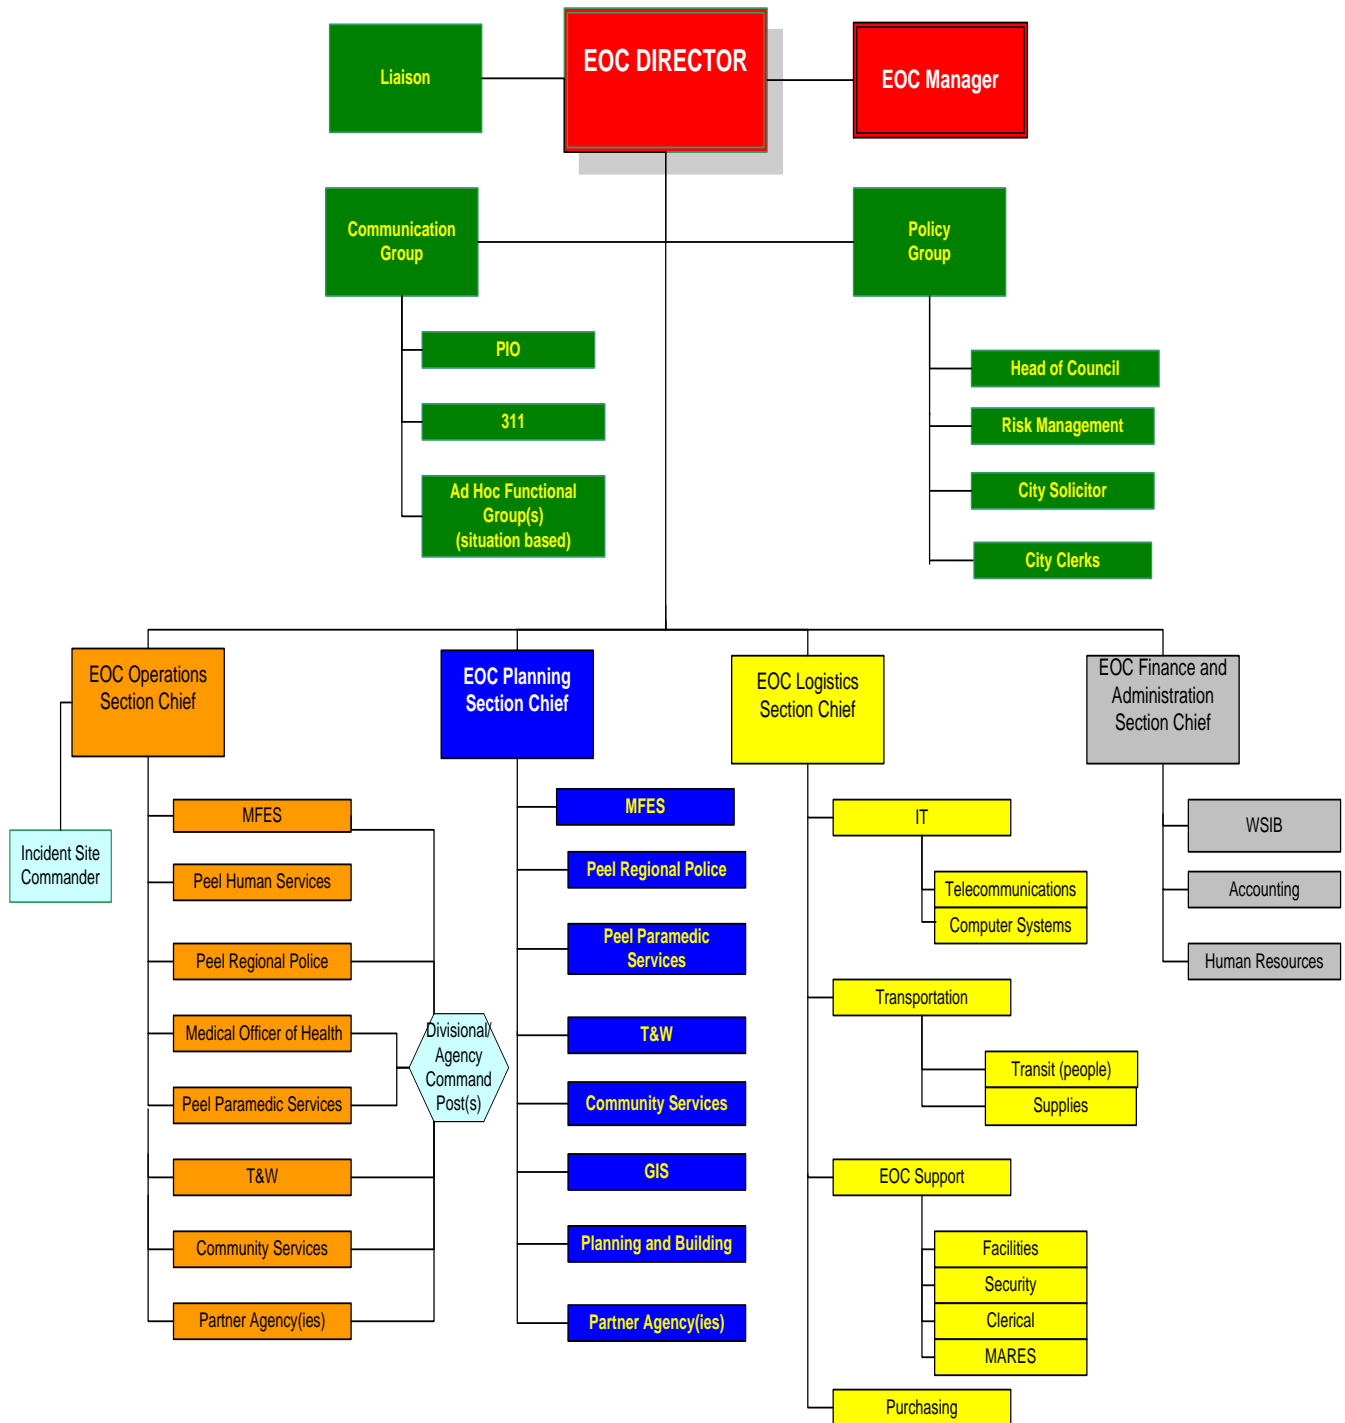 Liaison
EOC DIRECTOR
EOC Manager
Communication
Group
Policy
Group
PIO
311
Ad Hoc Functional
Group(s)
(situation based)
Head of Council
Risk Management
City Solicitor
City Clerks
EOC Operations
Section Chief
EOC Planning
Section Chief
EOC Logistics
Section Chief
EOC Finance and
Administration
Section Chief
Incident Site
Commander
MFES
Peel Human Services
Peel Regional Police
Medical Officer of Health
Peel Paramedic Services
T&W
Community Services
Partner Agency(ies)
Divisional/
Agency
Command
Post(s)
MFES
Peel Regional Police
Peel Paramedic
Services
T&W
Community Services
GIS
Planning and Building
Partner Agency(ies)
IT
Telecommunications
Computer Systems
Transportation
Transit (people)
Supplies
EOC Support
Facilities
Security
Clerical
MARES
Purchasing
WSIB
Accounting
Human Resources